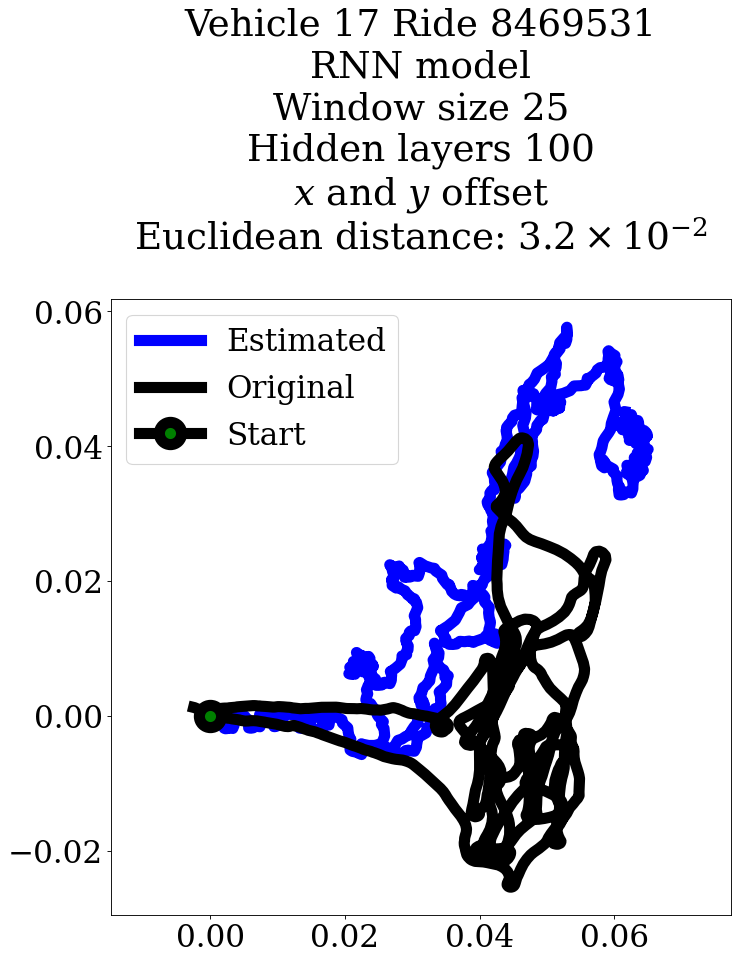 Vehicle 17 Ride 8469531
RNN model
Window size 25
Hidden layers 100
x and y offset
Euclidean distance: 3.2 × 10⁻²
Estimated
Original
Start
0.06
0.04
0.02
0.00
−0.02
0.00 0.02 0.04 0.06